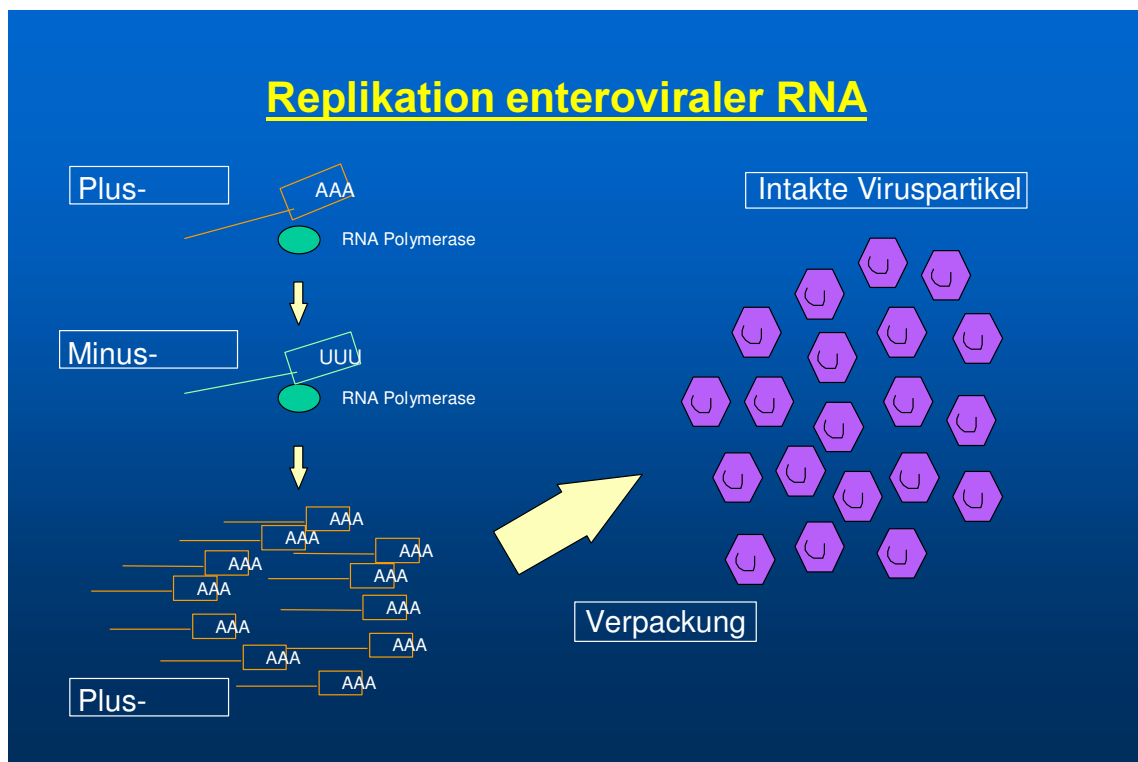 Replikation enteroviraler RNA
Plus-
AAA
RNA Polymerase
Intakte Viruspartikel
Minus-
UUU
RNA Polymerase
AAA
AAA
AAA
AAA
AAA
AAA
AAA
AAA
AAA
AAA
AAA
Verpackung
Plus-